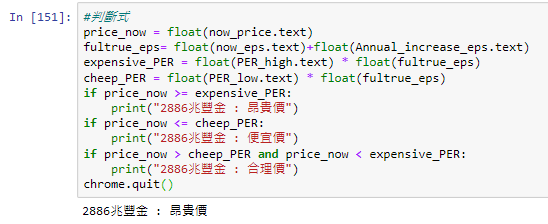 In [151]: #判斷式
price_now = float(now_price.text)
fultrue_eps= float(now_eps.text)+float(Annual_increase_eps.text)
expensive_PER = float(PER_high.text) * float(fultrue_eps)
cheep_PER = float(PER_low.text) * float(fultrue_eps)
if price_now >= expensive_PER:
    print("2886兆豐金 : 昂貴價")
if price_now <= cheep_PER:
    print("2886兆豐金 : 便宜價")
if price_now > cheep_PER and price_now < expensive_PER:
    print("2886兆豐金 : 合理價")
chrome.quit()
2886兆豐金 : 昂貴價